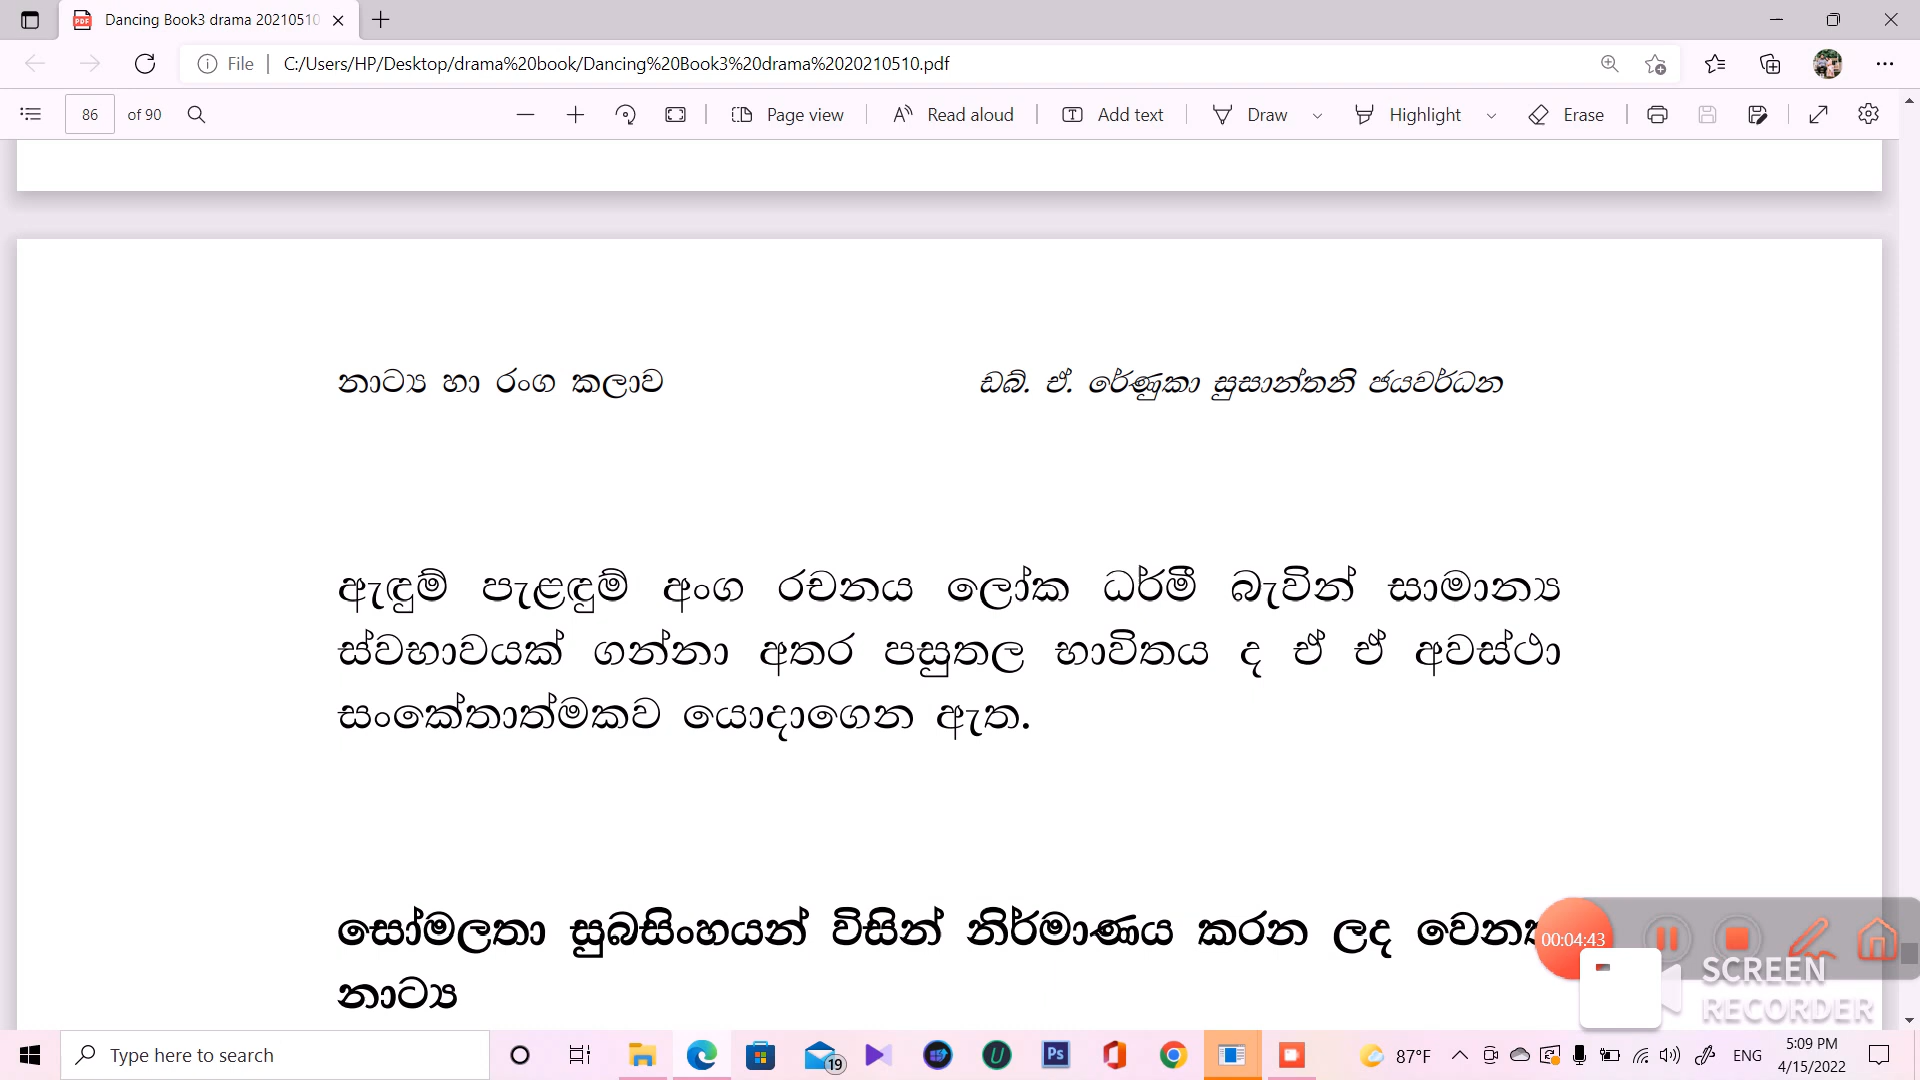 Dancing Book3 drama 20210510
File
C:/Users/HP/Desktop/drama%20book/Dancing%20Book3%20drama%2020210510.pdf
86 of 90
Page view
Read aloud
Add text
Draw
Highlight
Erase
නාට්‍ය හා රංග කලාව
ඩබ්. ඒ. රේණුකා සුසාන්තනි ජයවර්ධන
ඇඳුම් පැළඳුම් අංග රචනය ලෝක ධර්මී බැවින් සාමාන්‍ය
ස්වභාවයක් ගන්නා අතර පසුතල භාවිතය ද ඒ ඒ අවස්ථා
සංකේතාත්මකව යොදාගෙන ඇත.
සෝමලතා සුබසිංහයන් විසින් නිර්මාණය කරන ලද
නාට්‍ය
00:04:43
SCREEN
RECORDER
Type here to search
19
Ps
87°F
ENG
5:09 PM
4/15/2022